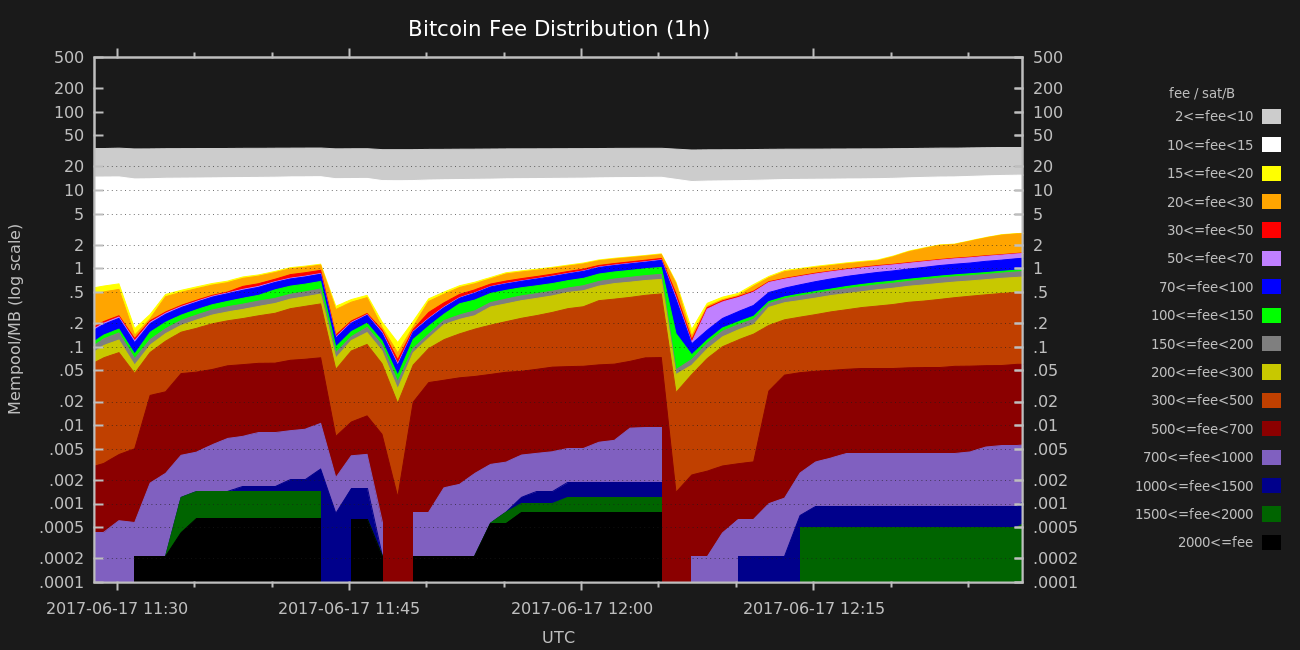 Bitcoin Fee Distribution (1h)
500 500
200 200
100 100
50 50
20 20
10 10
5 5
2 2
1 1
.5 .5
.2 .2
.1 .1
.05 .05
.02 .02
.01 .01
.005 .005
.002 .002
.001 .001
.0005 .0005
.0002 .0002
.0001 .0001
Mempool/MB (log scale)
2017-06-17 11:30 2017-06-17 11:45 2017-06-17 12:00 2017-06-17 12:15
UTC
fee / sat/B
2<=fee<10
10<=fee<15
15<=fee<20
20<=fee<30
30<=fee<50
50<=fee<70
70<=fee<100
100<=fee<150
150<=fee<200
200<=fee<300
300<=fee<500
500<=fee<700
700<=fee<1000
1000<=fee<1500
1500<=fee<2000
2000<=fee